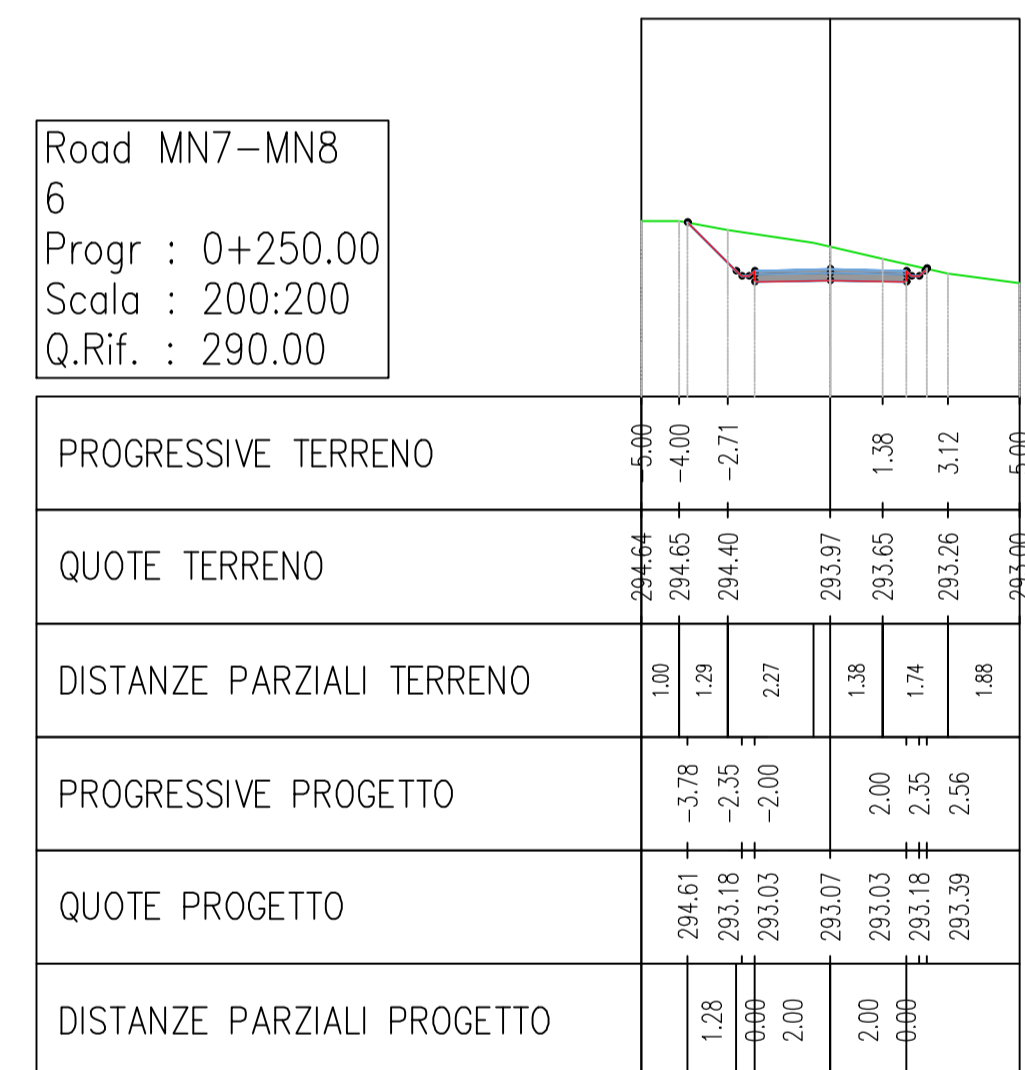 Road MN7-MN8
6
Progr : 0+250.00
Scala : 200:200
Q.Rif. : 290.00
PROGRESSIVE TERRENO -5.00 -4.00 -2.71 1.38 3.12 5.00
QUOTE TERRENO 294.64 294.65 294.40 293.97 293.65 293.26 293.00
DISTANZE PARZIALI TERRENO 1.00 1.29 2.27 1.38 1.74 1.88
PROGRESSIVE PROGETTO -3.78 -2.35 -2.00 2.00 2.35 2.56
QUOTE PROGETTO 294.61 293.18 293.03 293.07 293.03 293.18 293.39
DISTANZE PARZIALI PROGETTO 1.28 0.00 2.00 2.00 0.00